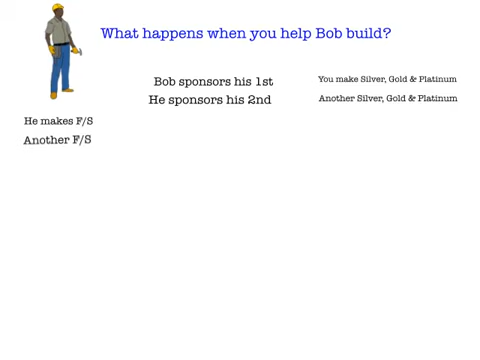 What happens when you help Bob build?
Bob sponsors his 1st
You make Silver, Gold & Platinum
He sponsors his 2nd
Another Silver, Gold & Platinum
He makes F/S
Another F/S